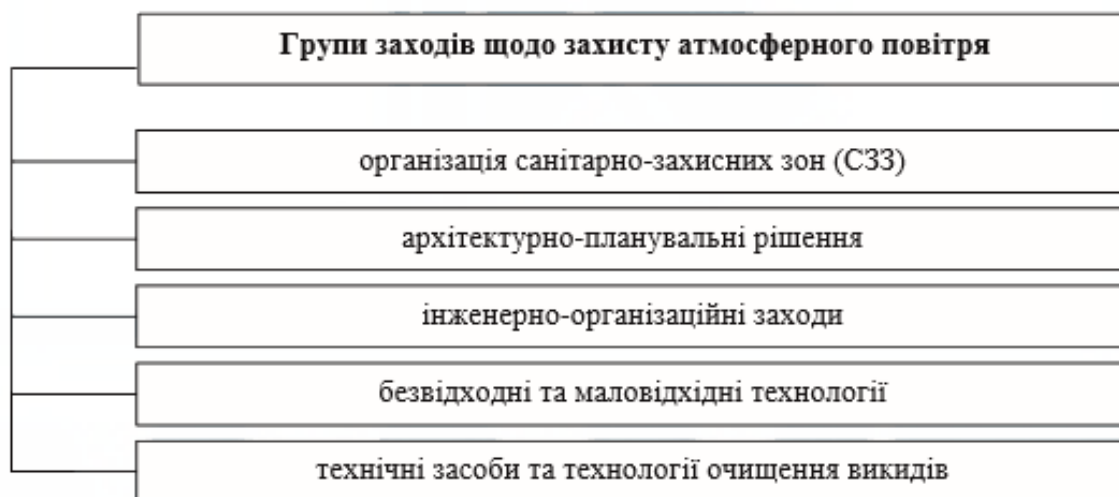 Групи заходів щодо захисту атмосферного повітря
організація санітарно-захисних зон (СЗЗ)
архітектурно-планувальні рішення
інженерно-організаційні заходи
безвідходні та маловідхідні технології
технічні засоби та технології очищення викидів